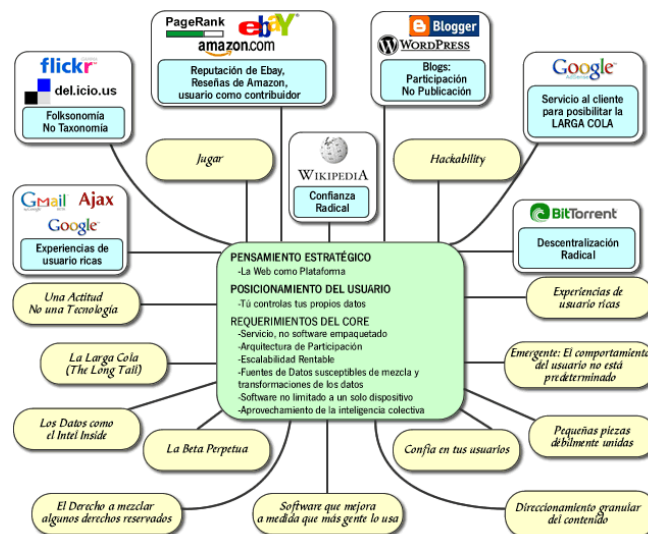 PageRank
ebaY
amazon.com
Reputación de Ebay,
Reseñas de Amazon,
usuario como contribuidor
Blogger
WORDPRESS
Blogs:
Participación
No Publicación
flickr
del.icio.us
Folksonomía
No Taxonomía
Google
Servicio al cliente
para posibilitar la
LARGA COLA
Jugar
WIKIPEDIA
Confianza
Radical
Hackability
Gmail Ajax
Google
Experiencias de
usuario ricas
BitTorrent
Descentralización
Radical
PENSAMIENTO ESTRATÉGICO
-La Web como Plataforma
POSICIONAMIENTO DEL USUARIO
-Tú controlas tus propios datos
REQUERIMIENTOS DEL CORE
-Servicio, no software empaquetado
-Arquitectura de Participación
-Escalabilidad Rentable
-Fuentes de Datos susceptibles de mezcla y
transformaciones de los datos
-Software no limitado a un solo dispositivo
-Aprovechamiento de la inteligencia colectiva
Una Actitud
No una Tecnología
Experiencias
de usuario ricas
La Larga Cola
(The Long Tail)
Emergente: El comportamiento
del usuario no está
predeterminado
Los Datos como
el Intel Inside
La Beta Perpetua
Confía en tus usuarios
Pequeñas piezas
débilmente unidas
El Derecho a mezclar
algunos derechos reservados
Software que mejora
a medida que más gente lo usa
Direccionamiento granular
del contenido